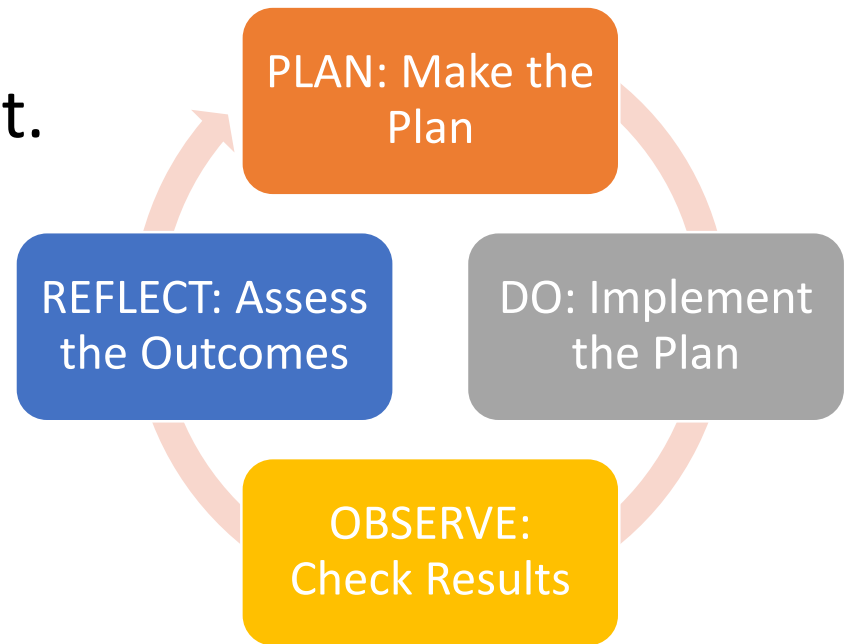 t.
PLAN: Make the
Plan
DO: Implement
the Plan
OBSERVE:
Check Results
REFLECT: Assess
the Outcomes